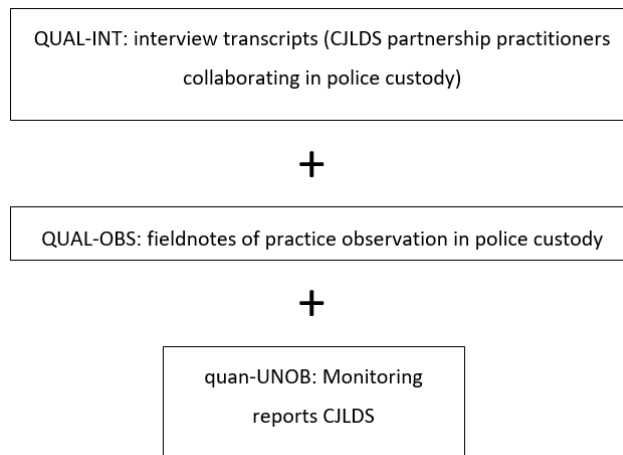 QUAL-INT: interview transcripts (CJLDS partnership practitioners
collaborating in police custody)
+
QUAL-OBS: fieldnotes of practice observation in police custody
+
quan-UNOB: Monitoring
reports CJLDS